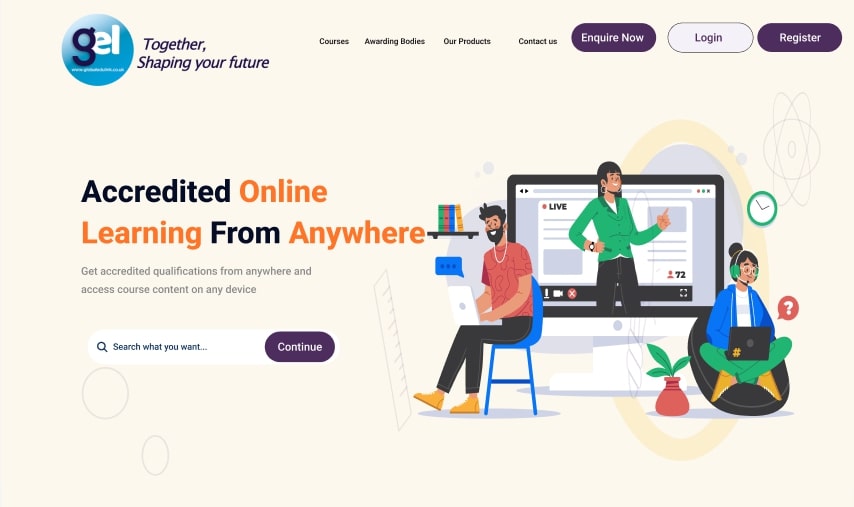 gel
www.globaledulink.co.uk
Together,
Shaping your future
Courses
Awarding Bodies
Our Products
Contact us
Enquire Now
Login
Register
Accredited Online
Learning From Anywhere
Get accredited qualifications from anywhere and
access course content on any device
Search what you want...
Continue
LIVE
72
?
#